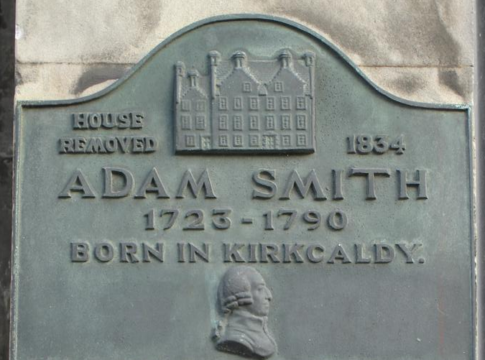 HOUSE
REMOVED 1834
ADAM SMITH
1723-1790
BORN IN KIRKCALDY.